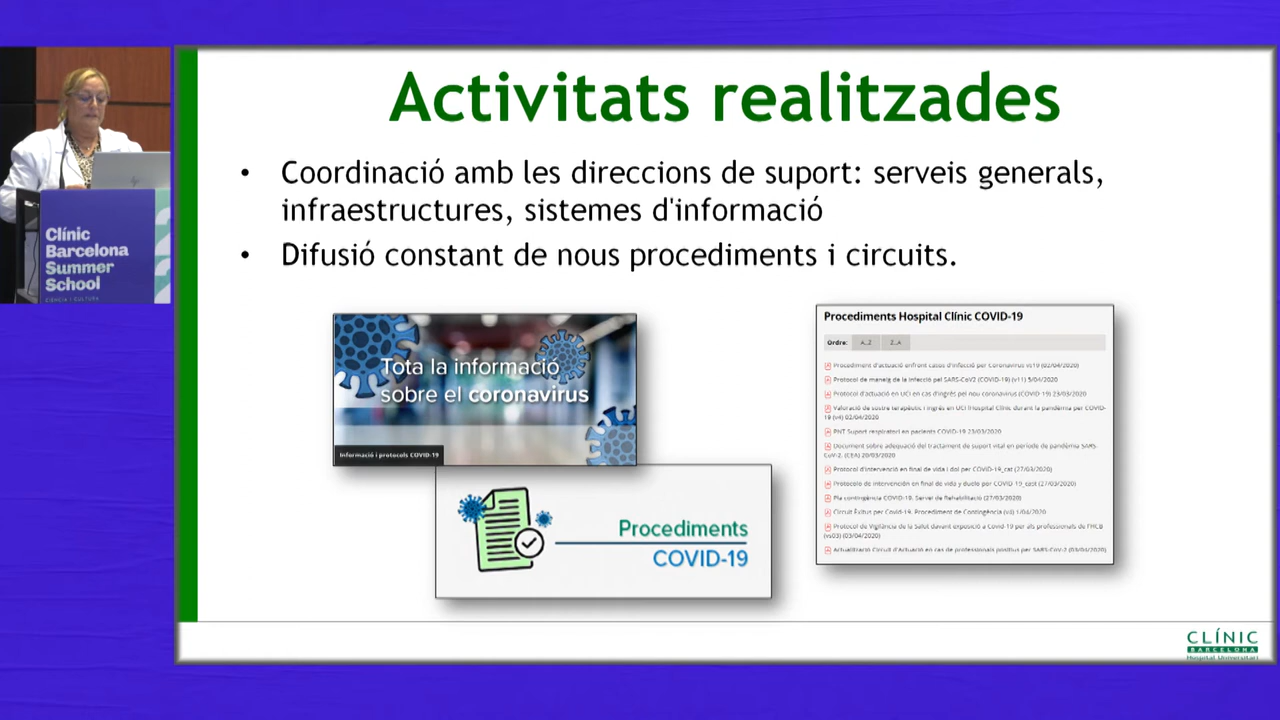 Activitats realitzades
• Coordinació amb les direccions de suport: serveis generals,
infraestructures, sistemes d'informació
• Difusió constant de nous procediments i circuits.
Clínic
Barcelona
Summer
School
CIÈNCIA I CULTURA
Tota la informació
sobre el coronavirus
Informació i protocols COVID-19
Procediments
COVID-19
Procediments Hospital Clínic COVID-19
Ordre: A..Z Z..A
Procediment d'actuació enfront casos d'infecció per Coronavirus vs19 (02/04/2020)
Protocol de maneig de la infecció pel SARS-CoV2 (COVID-19) (v11) 5/04/2020
Protocol d'actuació en UCI en cas d'ingrés pel nou coronavirus (COVID-19) 23/03/2020
Valoració de sostre terapèutic i ingrés en UCI (Hospital Clínic durant la pandèmia per COVID-
19 (v4) 02/04/2020
PNT Suport respiratori en pacients COVID-19 25/03/2020
Document sobre adequació del tractament de suport vital en període de pandèmia SARS-
CoV-2. (CEA) 20/03/2020
Protocol d'intervenció en final de vida i dol per COVID-19_cat (27/03/2020)
Protocolo de intervención en final de vida y duelo por COVID-19_cast (27/03/2020)
Pla contingència COVID-19. Servei de Rehabilitació (27/03/2020)
Circuit Èxitus per Covid-19. Procediment de Contingència (v8) 1/04/2020
Protocol de Vigilància de la Salut davant exposició a Covid-19 per als professionals de l'HCB
(vs03) (03/04/2020)
Actualització Circuit d'Actuació en cas de professionals positius per SARS-CoV-2 (03/04/2020)
CLÍNIC
BARCELONA
Hospital Universitari